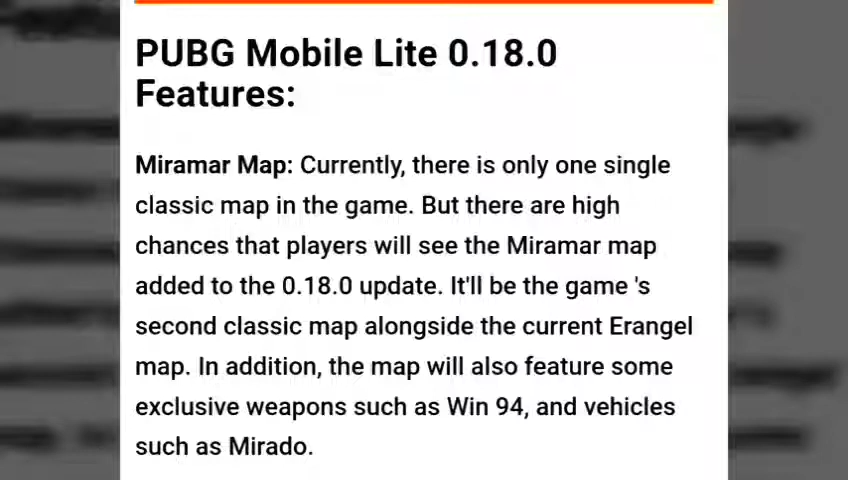 PUBG Mobile Lite 0.18.0
Features:
Miramar Map: Currently, there is only one single
classic map in the game. But there are high
chances that players will see the Miramar map
added to the 0.18.0 update. It'll be the game 's
second classic map alongside the current Erangel
map. In addition, the map will also feature some
exclusive weapons such as Win 94, and vehicles
such as Mirado.